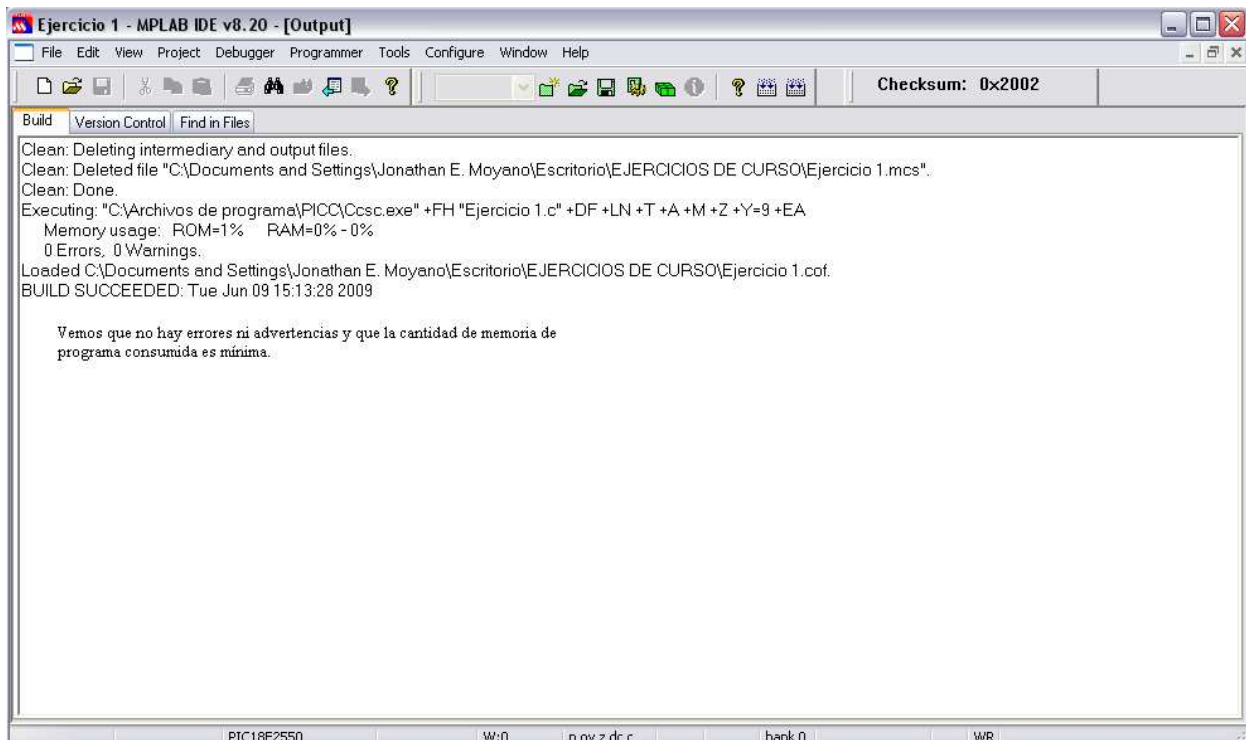 Ejercicio 1 - MPLAB IDE v8.20 - [Output]
File Edit View Project Debugger Programmer Tools Configure Window Help
Checksum: 0x2002
Build Version Control Find in Files
Clean: Deleting intermediary and output files.
Clean: Deleted file "C:\Documents and Settings\Jonathan E. Moyano\Escritorio\EJERCICIOS DE CURSO\Ejercicio 1.mcs".
Clean: Done.
Executing: "C:\Archivos de programa\PICC\Ccsc.exe" +FH "Ejercicio 1.c" +DF +LN +T +A +M +Z +Y=9 +EA
Memory usage: ROM=1% RAM=0% - 0%
0 Errors, 0 Warnings.
Loaded C:\Documents and Settings\Jonathan E. Moyano\Escritorio\EJERCICIOS DE CURSO\Ejercicio 1.cof.
BUILD SUCCEEDED: Tue Jun 09 15:13:28 2009
Vemos que no hay errores ni advertencias y que la cantidad de memoria de
programa consumida es mínima.
PIC18F2550 W:0 n ov z dc c bank 0 WR